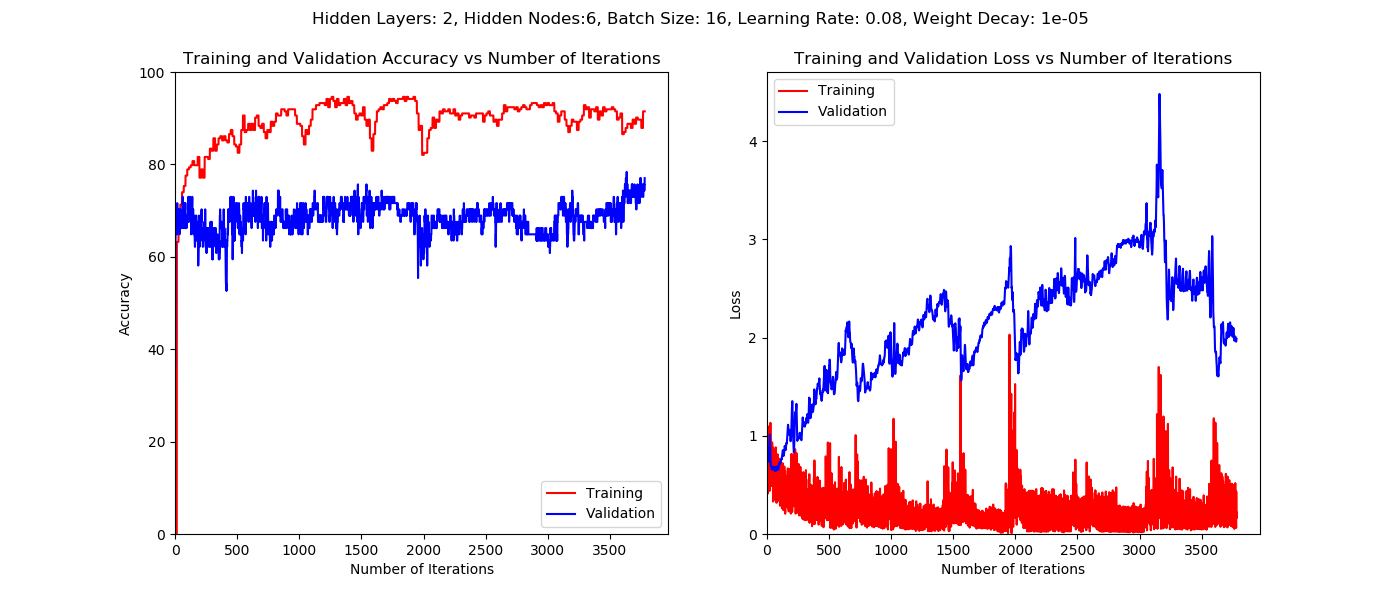 Hidden Layers: 2, Hidden Nodes:6, Batch Size: 16, Learning Rate: 0.08, Weight Decay: 1e-05
Training and Validation Accuracy vs Number of Iterations
100
80
60
40
20
0
Accuracy
Training
Validation
0 500 1000 1500 2000 2500 3000 3500
Number of Iterations
Training and Validation Loss vs Number of Iterations
Training
Validation
4
3
2
1
0
Loss
0 500 1000 1500 2000 2500 3000 3500
Number of Iterations